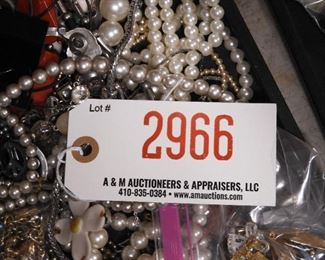 Lot #
2966
A & M AUCTIONEERS & APPRAISERS, LLC
410-835-0384 • www.amauctions.com